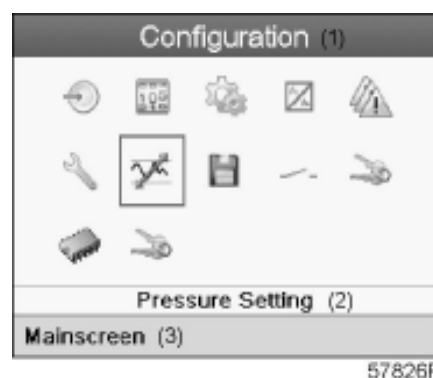 Configuration (1)
Pressure Setting (2)
Mainscreen (3)
57826F